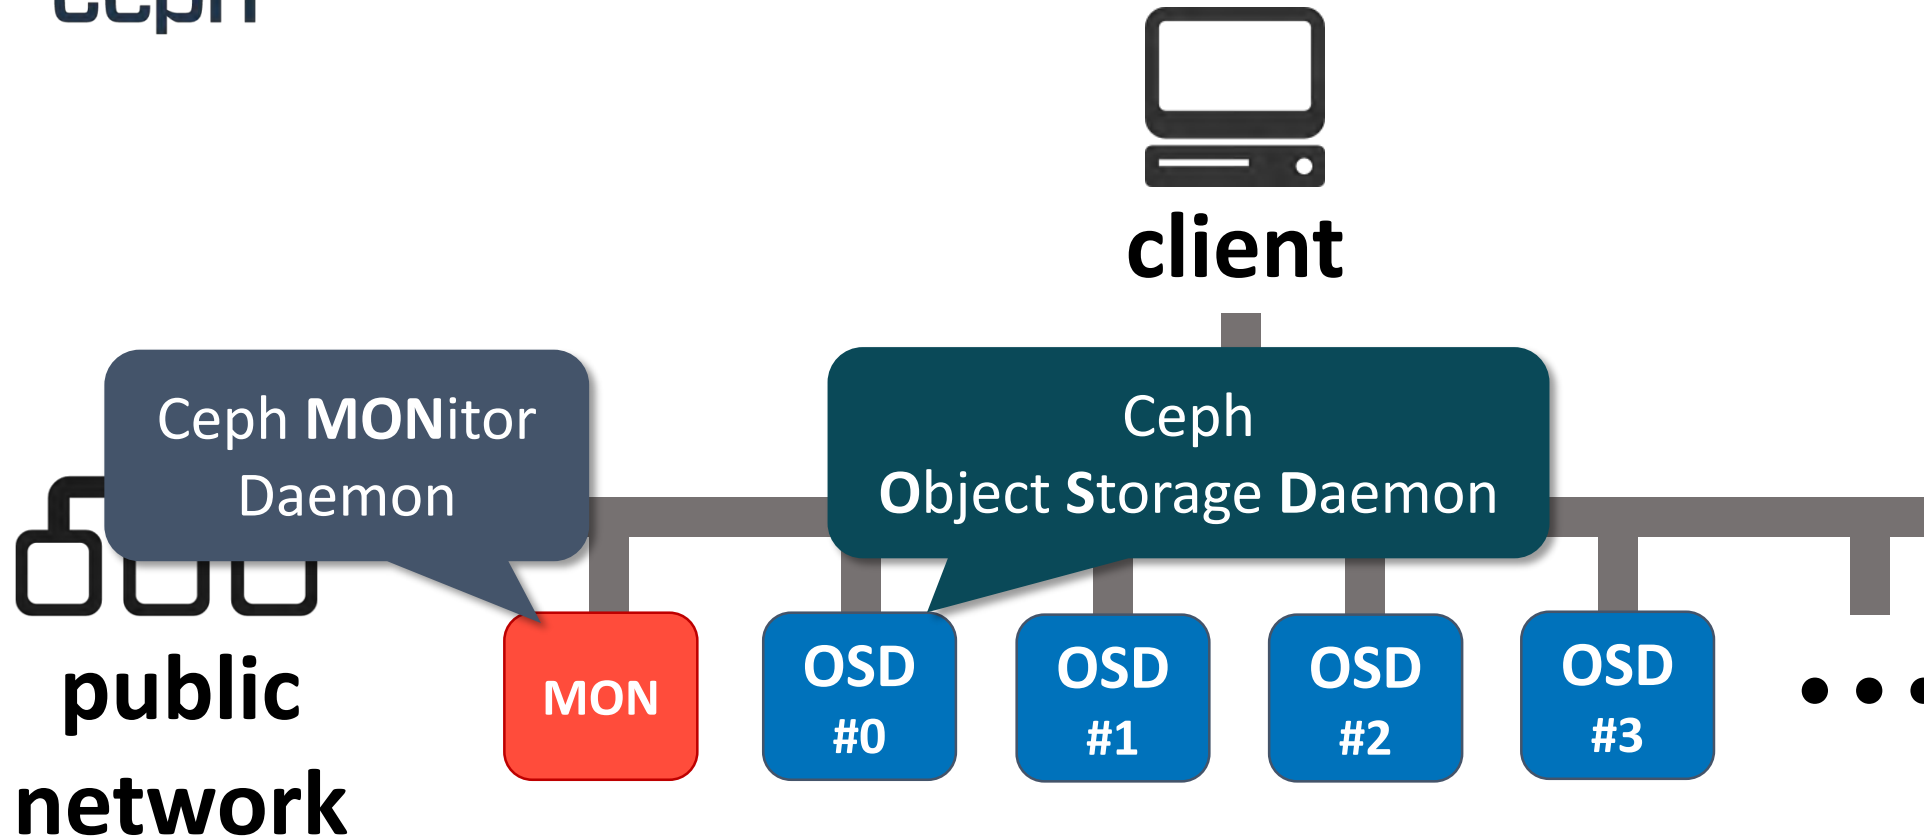 ceph
client
Ceph MONitor
Daemon
Ceph
Object Storage Daemon
public
network
MON
OSD
#0
OSD
#1
OSD
#2
OSD
#3
• • •